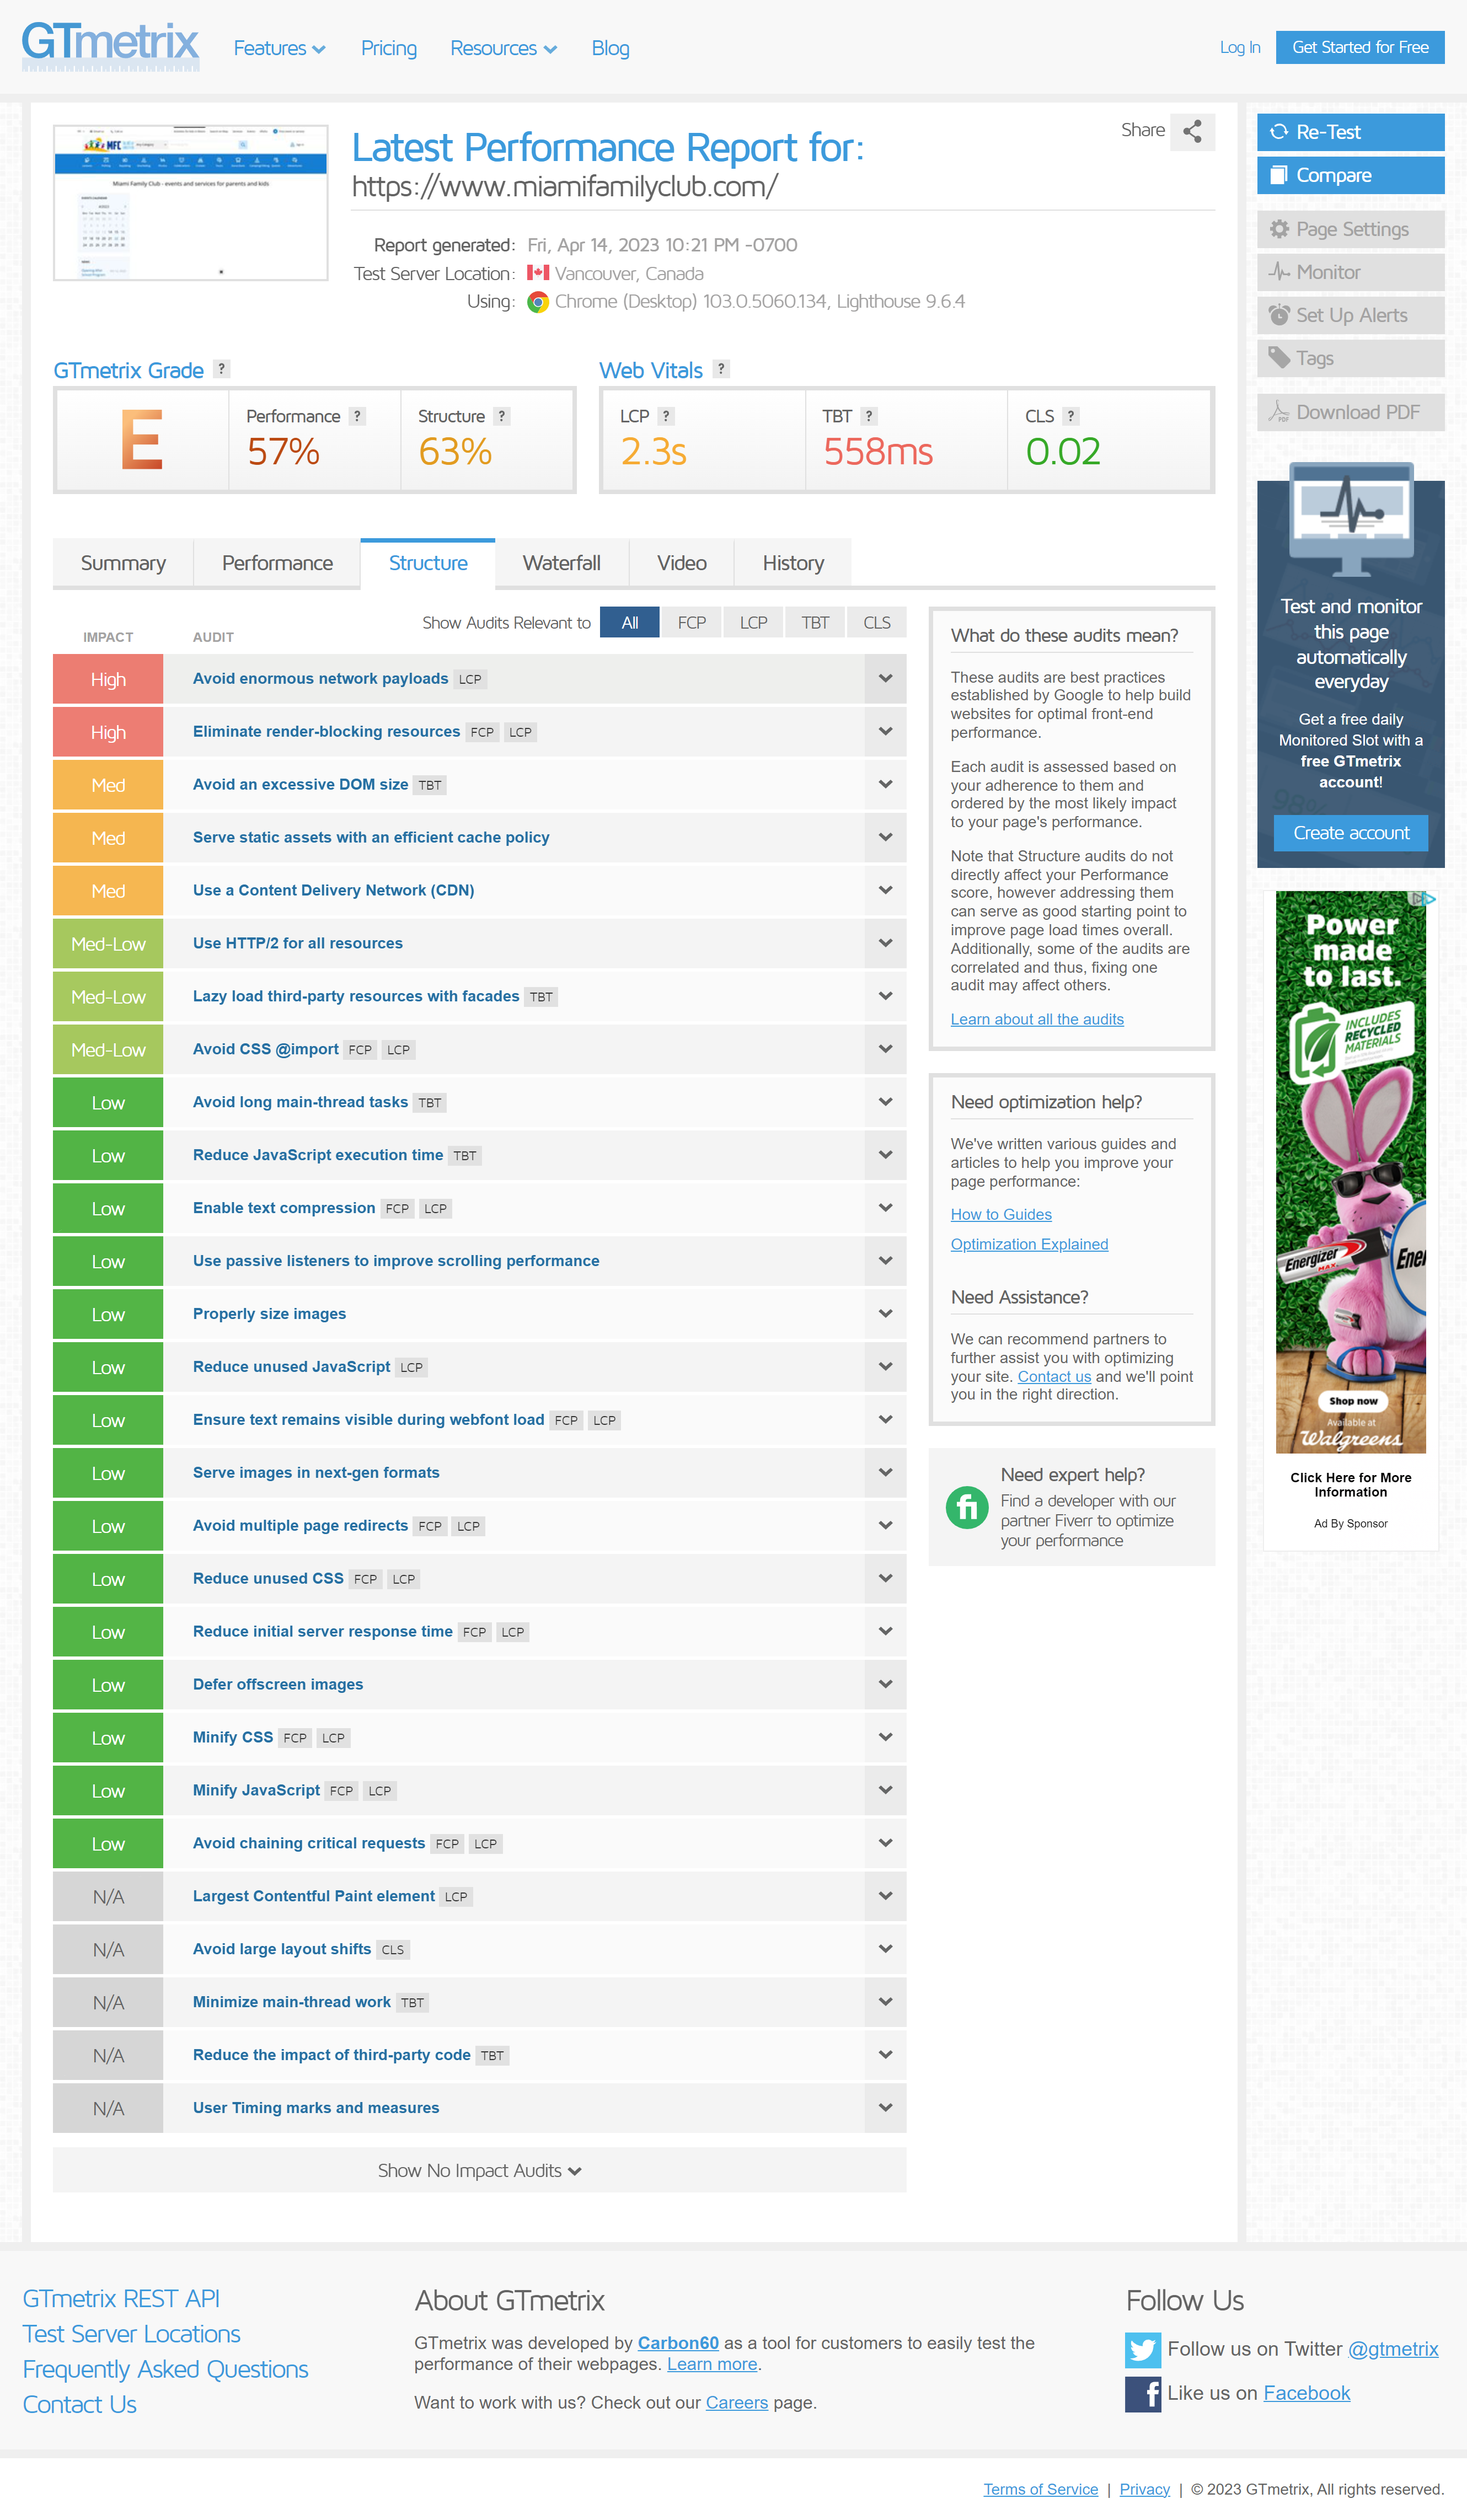 GTmetrix
Features
Pricing
Resources
Blog
Log In
Get Started for Free
MFC
Miami Family Club - events and services for parents and kids
Latest Performance Report for:
https://www.miamifamilyclub.com/
Share
Report generated: Fri, Apr 14, 2023 10:21 PM -0700
Test Server Location: Vancouver, Canada
Using: Chrome (Desktop) 103.0.5060.134, Lighthouse 9.6.4
Re-Test
Compare
Page Settings
Monitor
Set Up Alerts
Tags
Download PDF
GTmetrix Grade ?
E
Performance ?
57%
Structure ?
63%
Web Vitals ?
LCP ?
2.3s
TBT ?
558ms
CLS ?
0.02
Summary
Performance
Structure
Waterfall
Video
History
Show Audits Relevant to All FCP LCP TBT CLS
IMPACT AUDIT
High Avoid enormous network payloads LCP
High Eliminate render-blocking resources FCP LCP
Med Avoid an excessive DOM size TBT
Med Serve static assets with an efficient cache policy
Med Use a Content Delivery Network (CDN)
Med-Low Use HTTP/2 for all resources
Med-Low Lazy load third-party resources with facades TBT
Med-Low Avoid CSS @import FCP LCP
Low Avoid long main-thread tasks TBT
Low Reduce JavaScript execution time TBT
Low Enable text compression FCP LCP
Low Use passive listeners to improve scrolling performance
Low Properly size images
Low Reduce unused JavaScript LCP
Low Ensure text remains visible during webfont load FCP LCP
Low Serve images in next-gen formats
Low Avoid multiple page redirects FCP LCP
Low Reduce unused CSS FCP LCP
Low Reduce initial server response time FCP LCP
Low Defer offscreen images
Low Minify CSS FCP LCP
Low Minify JavaScript FCP LCP
Low Avoid chaining critical requests FCP LCP
N/A Largest Contentful Paint element LCP
N/A Avoid large layout shifts CLS
N/A Minimize main-thread work TBT
N/A Reduce the impact of third-party code TBT
N/A User Timing marks and measures
Show No Impact Audits
What do these audits mean?
These audits are best practices
established by Google to help build
websites for optimal front-end
performance.
Each audit is assessed based on
your adherence to them and
ordered by the most likely impact
to your page's performance.
Note that Structure audits do not
directly affect your Performance
score, however addressing them
can serve as good starting point to
improve page load times overall.
Additionally, some of the audits are
correlated and thus, fixing one
audit may affect others.
Learn about all the audits
Need optimization help?
We've written various guides and
articles to help you improve your
page performance:
How to Guides
Optimization Explained
Need Assistance?
We can recommend partners to
further assist you with optimizing
your site. Contact us and we'll point
you in the right direction.
fi
Need expert help?
Find a developer with our
partner Fiverr to optimize
your performance
Test and monitor
this page
automatically
everyday
Get a free daily
Monitored Slot with a
free GTmetrix
account!
98%
Create account
Power
made
to last.
INCLUDES
RECYCLED
MATERIALS
Energizer
MAX
Ener
Shop now
Available at
Walgreens
Click Here for More
Information
Ad By Sponsor
GTmetrix REST API
Test Server Locations
Frequently Asked Questions
Contact Us
About GTmetrix
GTmetrix was developed by Carbon60 as a tool for customers to easily test the
performance of their webpages. Learn more.
Want to work with us? Check out our Careers page.
Follow Us
Follow us on Twitter @gtmetrix
Like us on Facebook
Terms of Service | Privacy | © 2023 GTmetrix, All rights reserved.